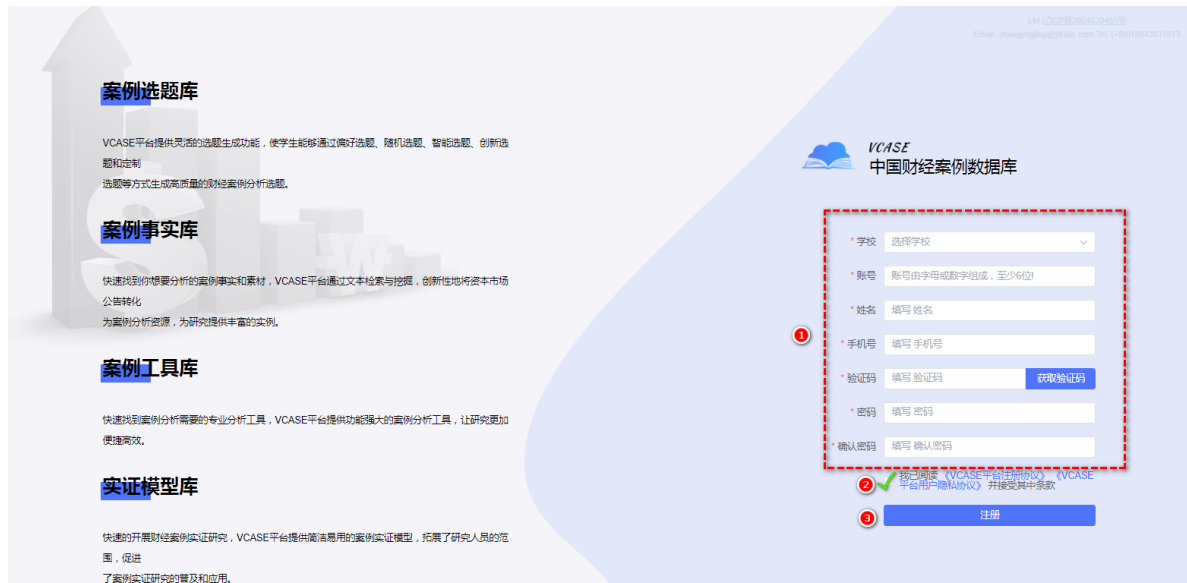 案例选题库
VCASE平台提供灵活的选题生成功能，使学生能够通过偏好选题、随机选题、智能选题、创新选
题和定制
选题等方式生成高质量的财经案例分析选题。
案例事实库
快速找到你想要分析的案例事实和素材，VCASE平台通过文本检索与挖掘，创新性地将资本市场
公告转化
为案例分析资源，为研究提供丰富的实例。
案例工具库
快速找到案例分析需要的专业分析工具，VCASE平台提供功能强大的案例分析工具，让研究更加
便捷高效。
实证模型库
快速的开展财经案例实证研究，VCASE平台提供简洁易用的案例实证模型，拓展了研究人员的范
围，促进
了案例实证研究的普及和应用。
VCASE
中国财经案例数据库
1
* 学校 选择学校
* 账号 账号由字母或数字组成，至少6位!
* 姓名 填写 姓名
* 手机号 填写 手机号
* 验证码 填写 验证码 获取验证码
* 密码 填写 密码
* 确认密码 填写 确认密码
2 我已阅读 《VCASE平台注册协议》 《VCASE
平台用户隐私协议》 并接受其中条款
3 注册